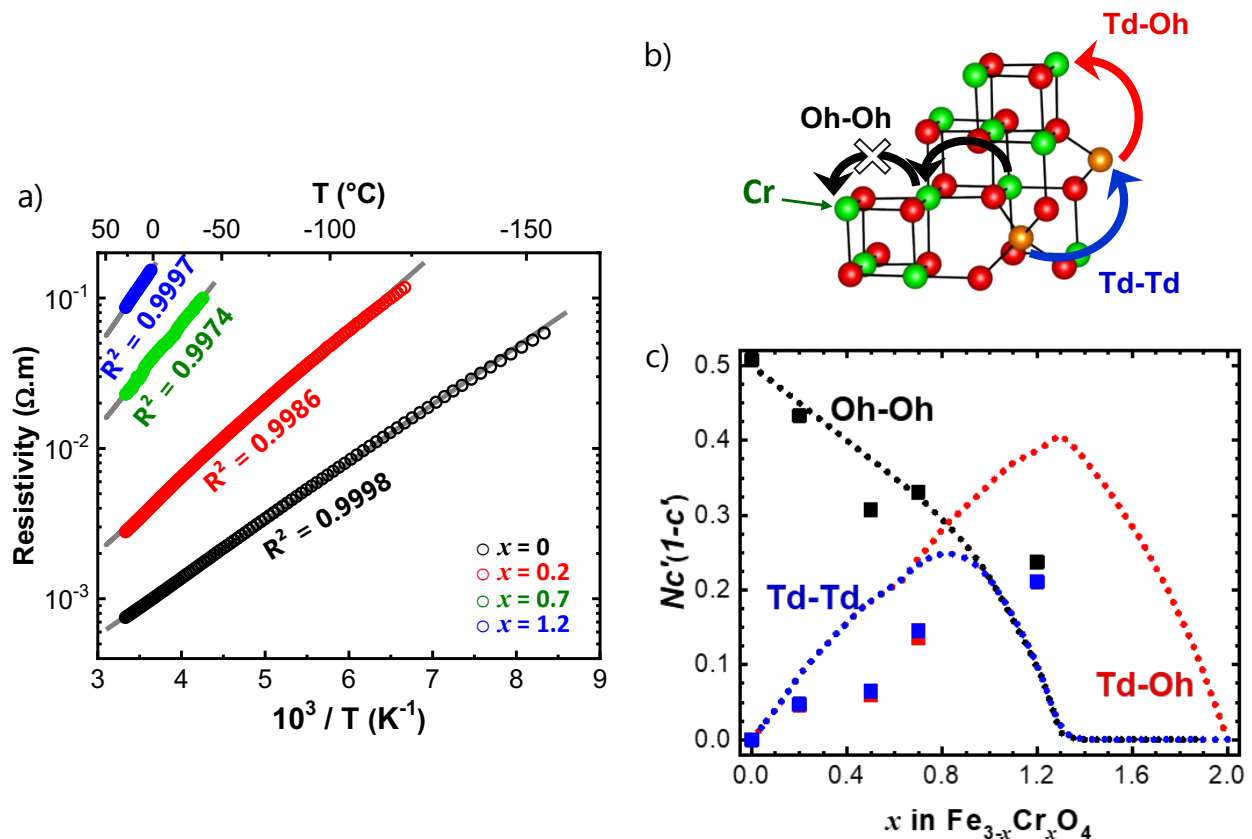 a)
T (°C)
50 0 -50 -100 -150
10⁻¹
10⁻²
10⁻³
Resistivity (Ω.m)
R² = 0.9997
R² = 0.9974
R² = 0.9986
R² = 0.9998
x = 0
x = 0.2
x = 0.7
x = 1.2
3 4 5 6 7 8 9
10³ / T (K⁻¹)
b)
Td-Oh
Oh-Oh
Cr
Td-Td
c)
0.5
0.4
0.3
0.2
0.1
0.0
Nc'(1-c')
Oh-Oh
Td-Td
Td-Oh
0.0 0.4 0.8 1.2 1.6 2.0
x in Fe₃₋ₓCrₓO₄